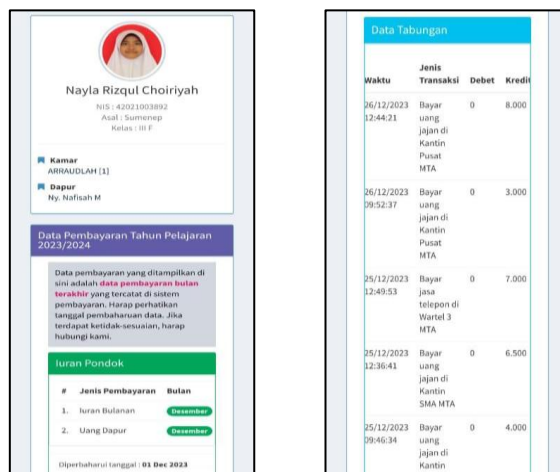 Nayla Rizqul Choiriyah
NIS : 42021003892
Asal : Sumenep
Kelas : III F
Kamar
ARRAUDLAH [1]
Dapur
Ny. Nafisah M
Data Pembayaran Tahun Pelajaran
2023/2024
Data pembayaran yang ditampilkan di
sini adalah data pembayaran bulan
terakhir yang tercatat di sistem
pembayaran. Harap perhatikan
tanggal pembaharuan data. Jika
terdapat ketidak-sesuaian, harap
hubungi kami.
Iuran Pondok
# Jenis Pembayaran Bulan
1. Iuran Bulanan Desember
2. Uang Dapur Desember
Diperbaharui tanggal : 01 Dec 2023
Data Tabungan
Jenis
Waktu Transaksi Debet Kredit
26/12/2023 Bayar 0 8.000
12:44:21 uang
jajan di
Kantin
Pusat
MTA
26/12/2023 Bayar 0 3.000
09:52:37 uang
jajan di
Kantin
Pusat
MTA
25/12/2023 Bayar 0 7.000
12:49:53 jasa
telepon di
Wartel 3
MTA
25/12/2023 Bayar 0 6.500
12:36:41 uang
jajan di
Kantin
SMA MTA
25/12/2023 Bayar 0 4.000
09:46:34 uang
jajan di
Kantin